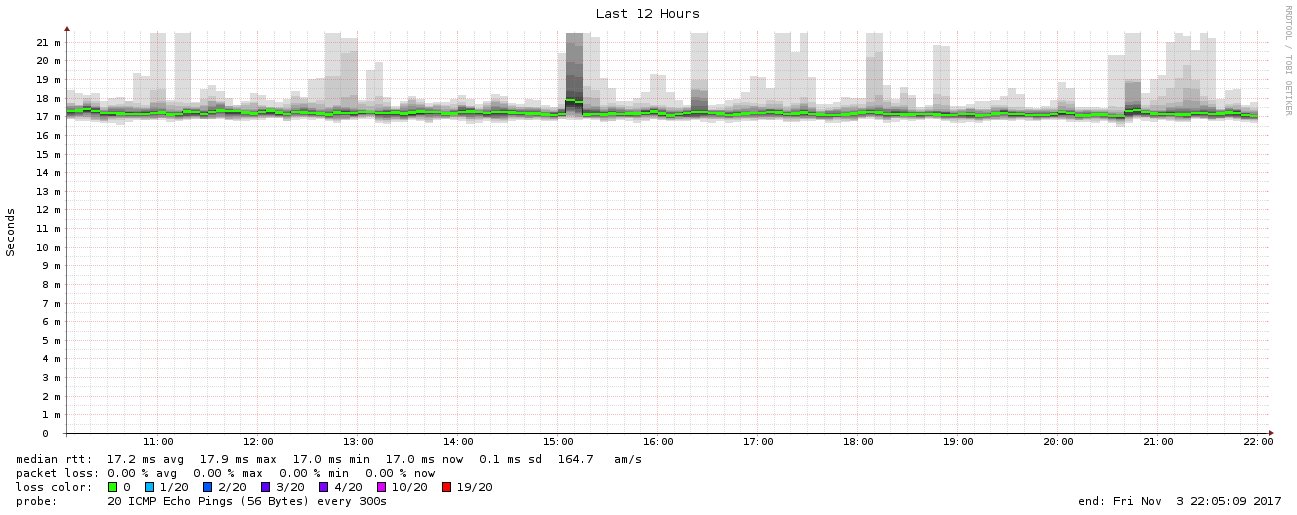 Last 12 Hours
RRDTOOL / TOBI OETIKER
Seconds
21 m
20 m
19 m
18 m
17 m
16 m
15 m
14 m
13 m
12 m
11 m
10 m
9 m
8 m
7 m
6 m
5 m
4 m
3 m
2 m
1 m
0
11:00 12:00 13:00 14:00 15:00 16:00 17:00 18:00 19:00 20:00 21:00 22:00
median rtt: 17.2 ms avg 17.9 ms max 17.0 ms min 17.0 ms now 0.1 ms sd 164.7 am/s
packet loss: 0.00 % avg 0.00 % max 0.00 % min 0.00 % now
loss color: 0 1/20 2/20 3/20 4/20 10/20 19/20
probe: 20 ICMP Echo Pings (56 Bytes) every 300s end: Fri Nov 3 22:05:09 2017